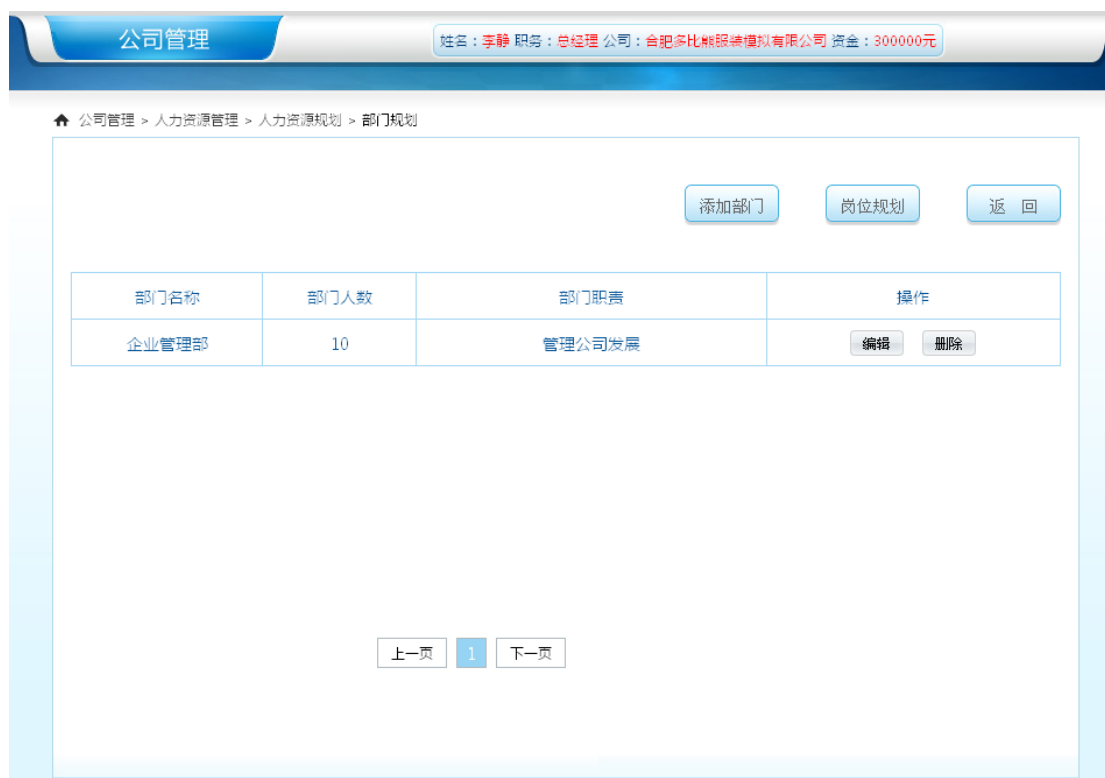 公司管理
姓名：李静 职务：总经理 公司：合肥多比熊服装模拟有限公司 资金：300000元
公司管理 > 人力资源管理 > 人力资源规划 > 部门规划
添加部门 岗位规划 返 回
部门名称 部门人数 部门职责 操作
企业管理部 10 管理公司发展 编辑 删除
上一页 1 下一页